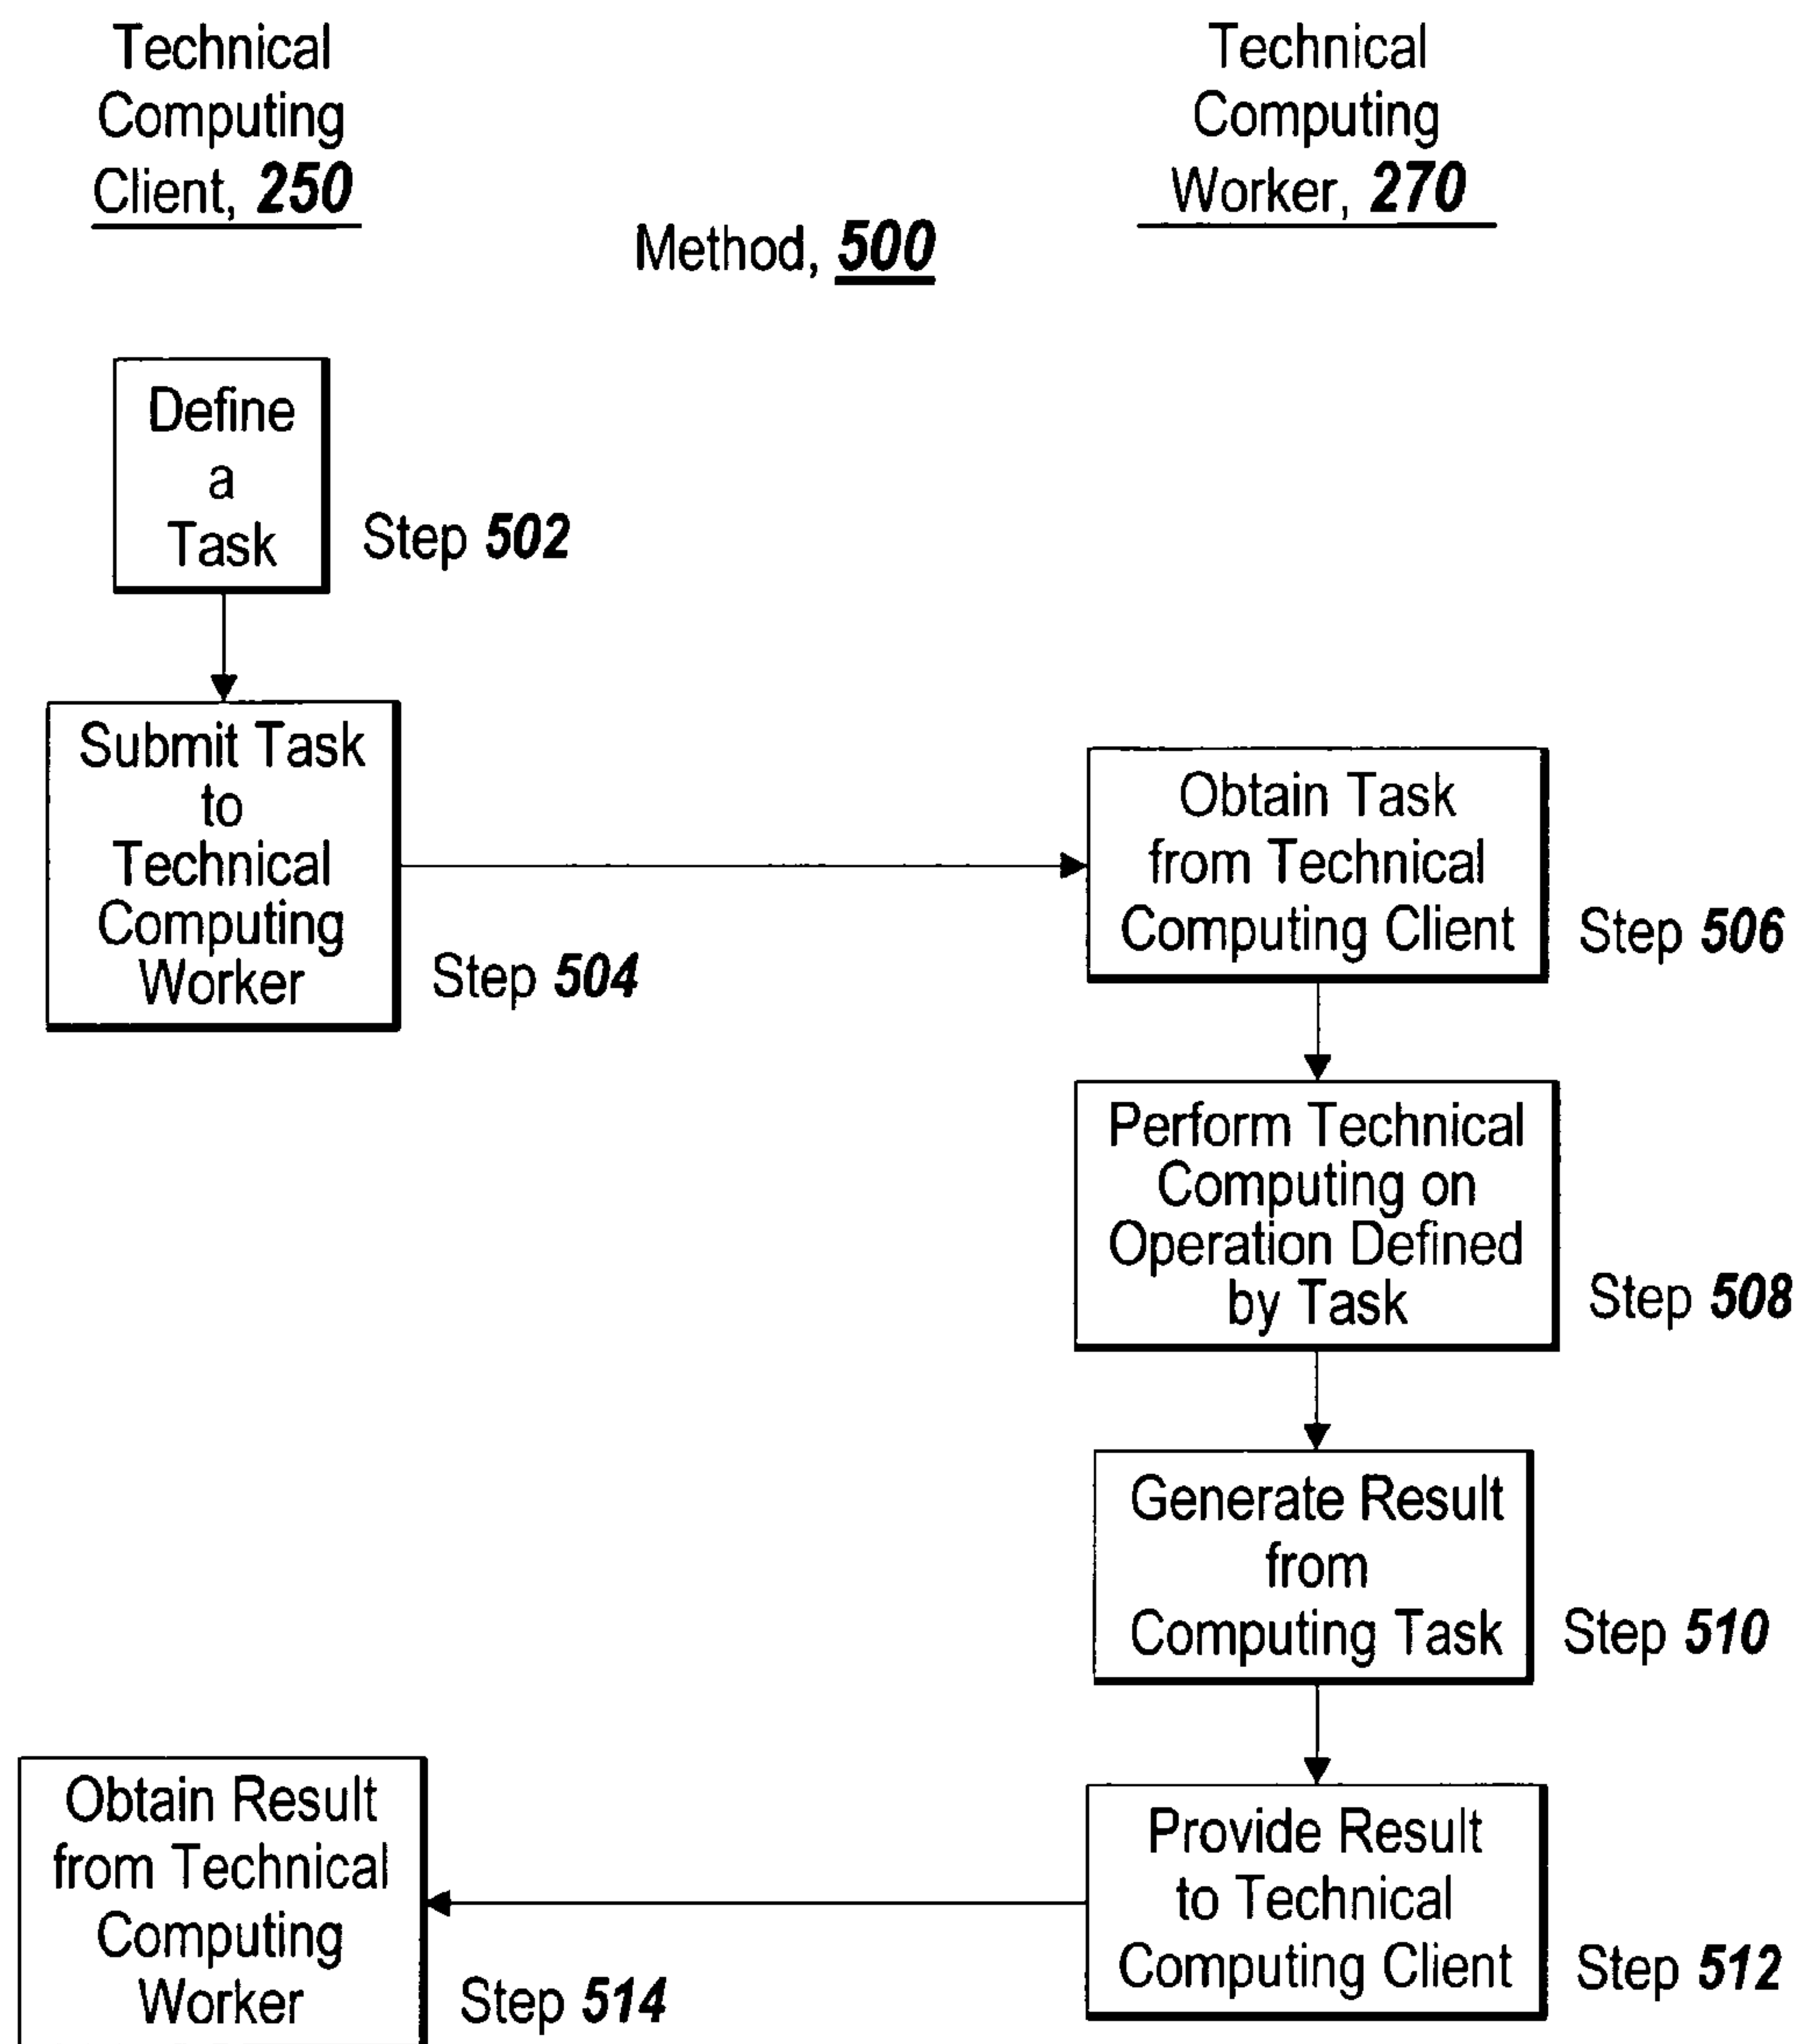 Technical
Computing
Client, 250
Technical
Computing
Worker, 270
Method, 500
Define
a
Task
Step 502
Submit Task
to
Technical
Computing
Worker
Step 504
Obtain Task
from Technical
Computing Client
Step 506
Perform Technical
Computing on
Operation Defined
by Task
Step 508
Generate Result
from
Computing Task
Step 510
Provide Result
to Technical
Computing Client
Step 512
Obtain Result
from Technical
Computing
Worker
Step 514